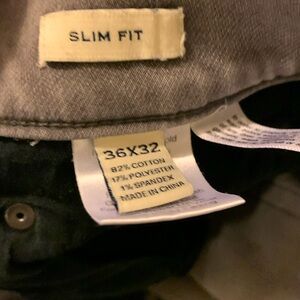 SLIM FIT
36X32
82% COTTON
17% POLYESTER
1% SPANDEX
MADE IN CHINA